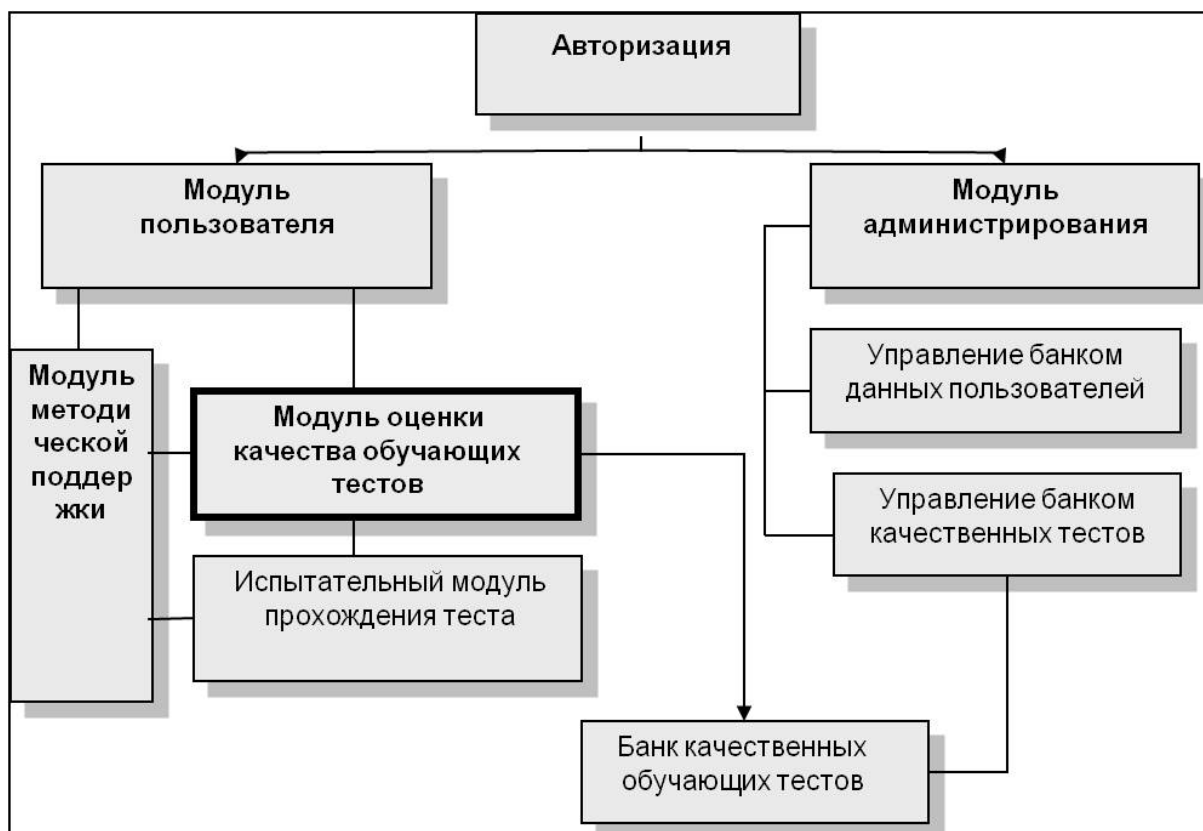 Авторизация
Модуль
пользователя
Модуль
администрирования
Модуль
методи
ческой
поддер
жки
Модуль оценки
качества обучающих
тестов
Управление банком
данных пользователей
Управление банком
качественных тестов
Испытательный модуль
прохождения теста
Банк качественных
обучающих тестов